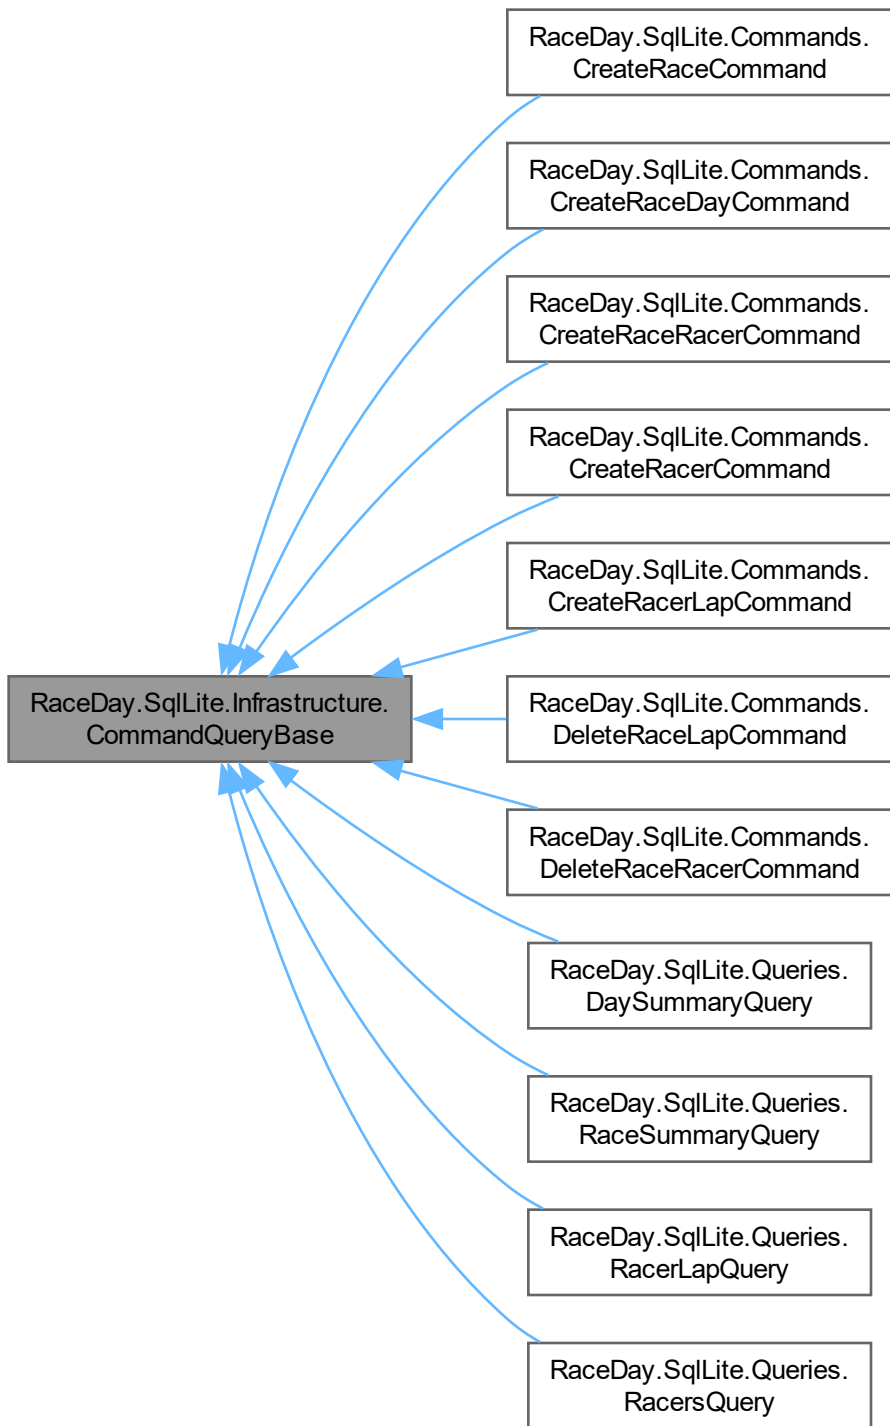 RaceDay.SqlLite.Commands.
CreateRaceCommand
RaceDay.SqlLite.Commands.
CreateRaceDayCommand
RaceDay.SqlLite.Commands.
CreateRaceRacerCommand
RaceDay.SqlLite.Commands.
CreateRacerCommand
RaceDay.SqlLite.Commands.
CreateRacerLapCommand
RaceDay.SqlLite.Infrastructure.
CommandQueryBase
RaceDay.SqlLite.Commands.
DeleteRaceLapCommand
RaceDay.SqlLite.Commands.
DeleteRaceRacerCommand
RaceDay.SqlLite.Queries.
DaySummaryQuery
RaceDay.SqlLite.Queries.
RaceSummaryQuery
RaceDay.SqlLite.Queries.
RacerLapQuery
RaceDay.SqlLite.Queries.
RacersQuery